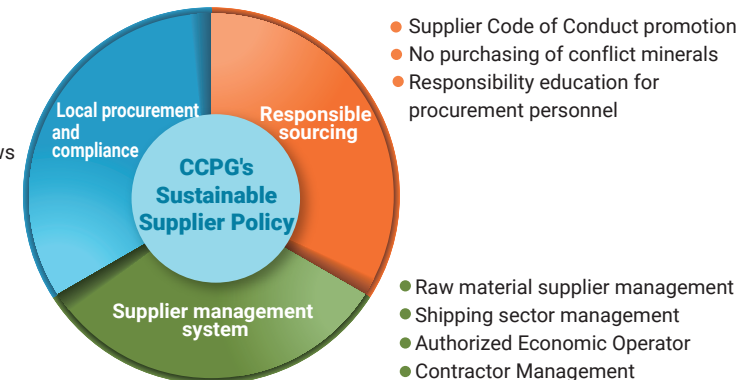 Supplier Code of Conduct promotion
No purchasing of conflict minerals
Responsibility education for
procurement personnel
Local procurement
and
compliance
Responsible
sourcing
CCPG's
Sustainable
Supplier Policy
Supplier management
system
Raw material supplier management
Shipping sector management
Authorized Economic Operator
Contractor Management